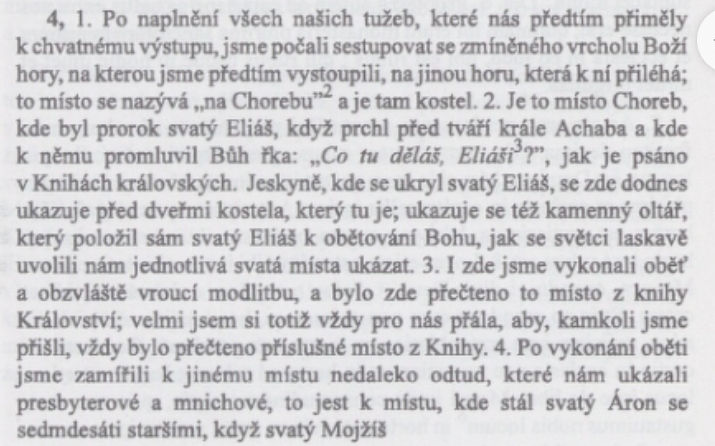 4, 1. Po naplnění všech našich tužeb, které nás předtím přiměly
k chvatnému výstupu, jsme počali sestupovat se zmíněného vrcholu Boží
hory, na kterou jsme předtím vystoupili, na jinou horu, která k ní přiléhá;
to místo se nazývá „na Chorebu”2 a je tam kostel. 2. Je to místo Choreb,
kde byl prorok svatý Eliáš, když prchl před tváří krále Achaba a kde
k němu promluvil Bůh řka: „Co tu děláš, Eliáši3?”, jak je psáno
v Knihách královských. Jeskyně, kde se ukryl svatý Eliáš, se zde dodnes
ukazuje před dveřmi kostela, který tu je; ukazuje se též kamenný oltář,
který položil sám svatý Eliáš k obětování Bohu, jak se světci laskavě
uvolili nám jednotlivá svatá místa ukázat. 3. I zde jsme vykonali oběť
a obzvláště vroucí modlitbu, a bylo zde přečteno to místo z knihy
Království; velmi jsem si totiž vždy pro nás přála, aby, kamkoli jsme
přišli, vždy bylo přečteno příslušné místo z Knihy. 4. Po vykonání oběti
jsme zamířili k jinému místu nedaleko odtud, které nám ukázali
presbyterové a mnichové, to jest k místu, kde stál svatý Áron se
sedmdesáti staršími, když svatý Mojžíš